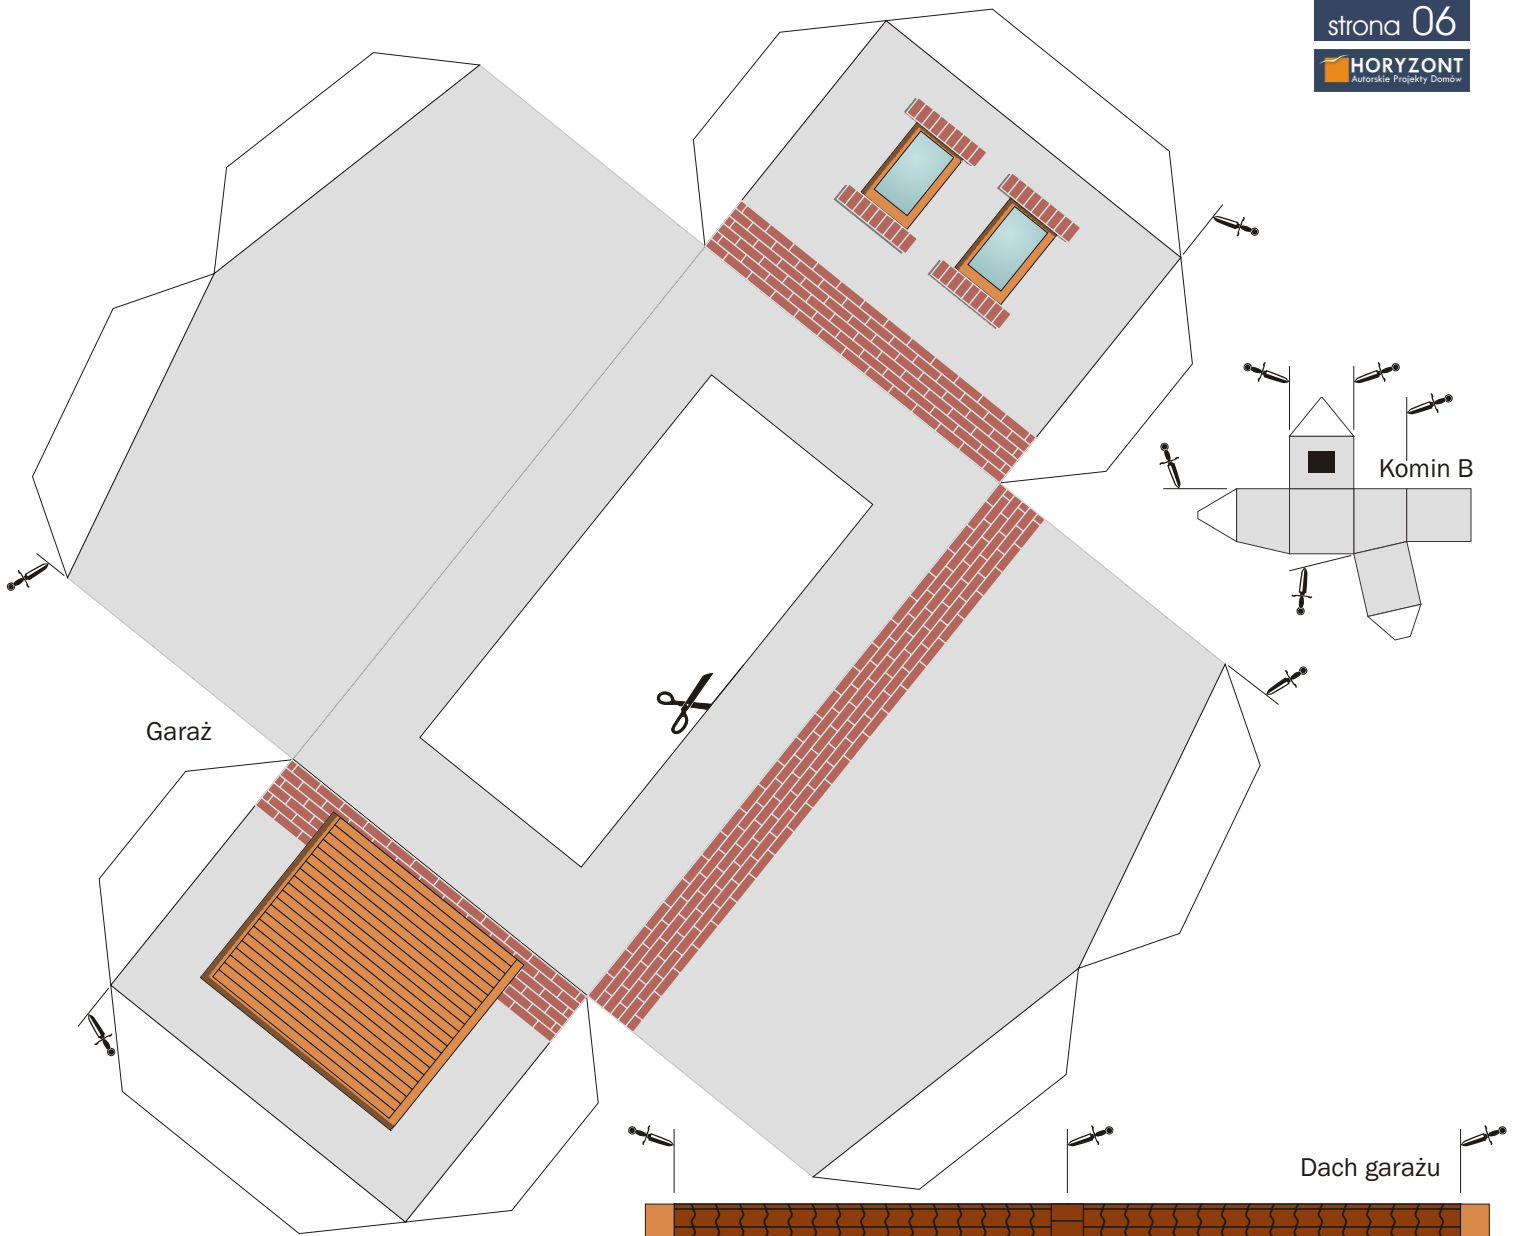 strona 06
HORYZONT
Autorskie Projekty Domów
Komin B
Garaż
Dach garażu